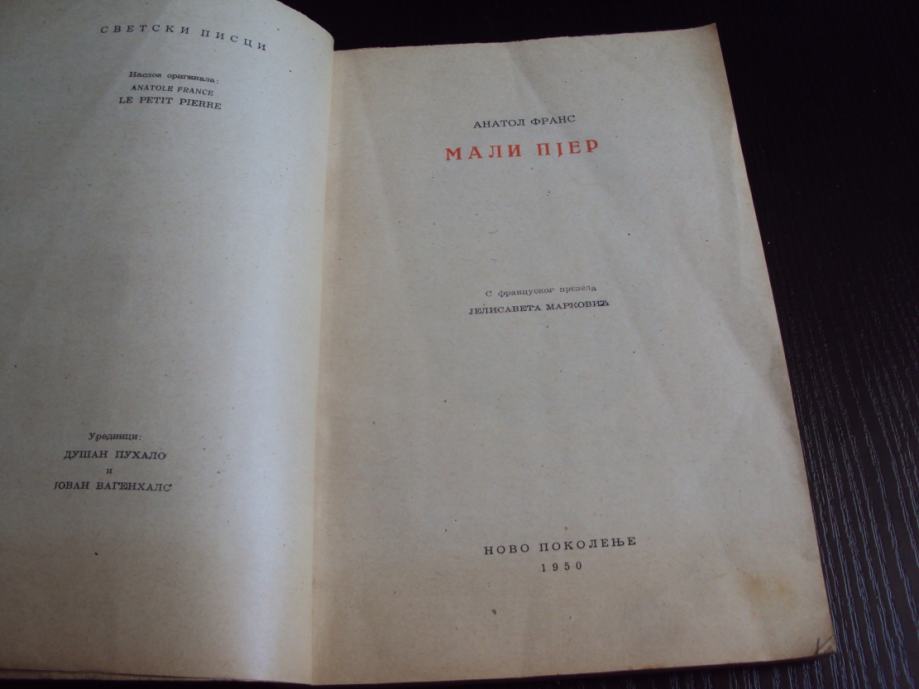 СВЕТСКИ ПИСЦИ
Наслов оригинала:
ANATOLE FRANCE
LE PETIT PIERRE
Уредници:
ДУШАН ПУХАЛО
и
ЈОВАН ВАГЕНХАЛС
АНАТОЛ ФРАНС
МАЛИ ПЈЕР
С француског превела
ЈЕЛИСАВЕТА МАРКОВИЋ
НОВО ПОКОЛЕЊЕ
1950